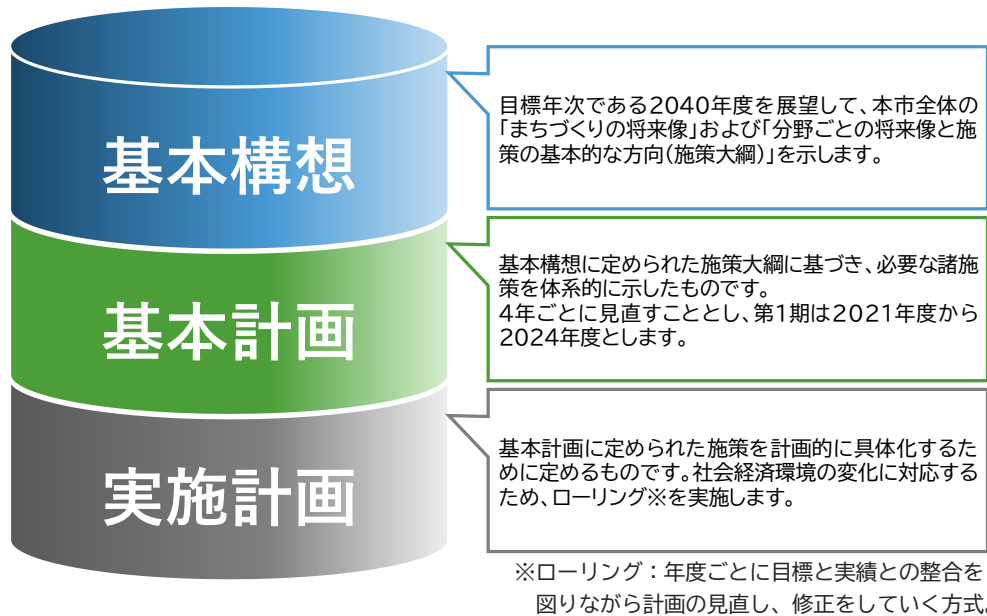 基本構想
目標年次である2040年度を展望して、本市全体の
「まちづくりの将来像」および「分野ごとの将来像と施
策の基本的な方向(施策大綱)」を示します。
基本計画
基本構想に定められた施策大綱に基づき、必要な諸施
策を体系的に示したものです。
4年ごとに見直すこととし、第1期は2021年度から
2024年度とします。
実施計画
基本計画に定められた施策を計画的に具体化するた
めに定めるものです。社会経済環境の変化に対応する
ため、ローリング※を実施します。
※ローリング：年度ごとに目標と実績との整合を
図りながら計画の見直し、修正をしていく方式。